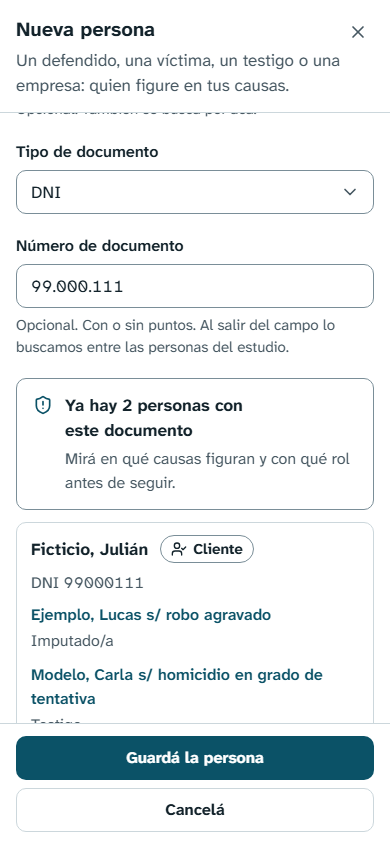 Nueva persona
Un defendido, una víctima, un testigo o una
empresa: quien figure en tus causas.
Tipo de documento
DNI
Número de documento
99.000.111
Opcional. Con o sin puntos. Al salir del campo lo
buscamos entre las personas del estudio.
Ya hay 2 personas con
este documento
Mirá en qué causas figuran y con qué rol
antes de seguir.
Ficticio, Julián
Cliente
DNI 99000111
Ejemplo, Lucas s/ robo agravado
Imputado/a
Modelo, Carla s/ homicidio en grado de
tentativa
Guardá la persona
Cancelá